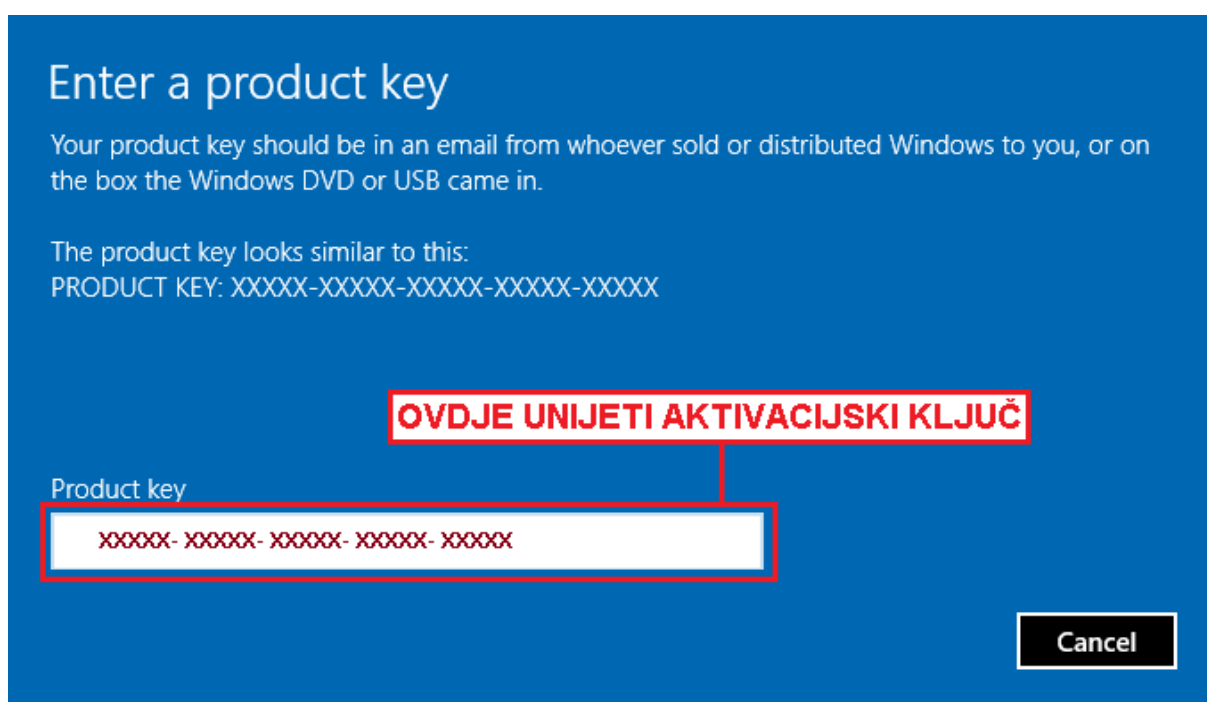 Enter a product key
Your product key should be in an email from whoever sold or distributed Windows to you, or on
the box the Windows DVD or USB came in.
The product key looks similar to this:
PRODUCT KEY: XXXXX-XXXXX-XXXXX-XXXXX-XXXXX
OVDJE UNIJETI AKTIVACIJSKI KLJUČ
Product key
XXXXX- XXXXX- XXXXX- XXXXX- XXXXX
Cancel